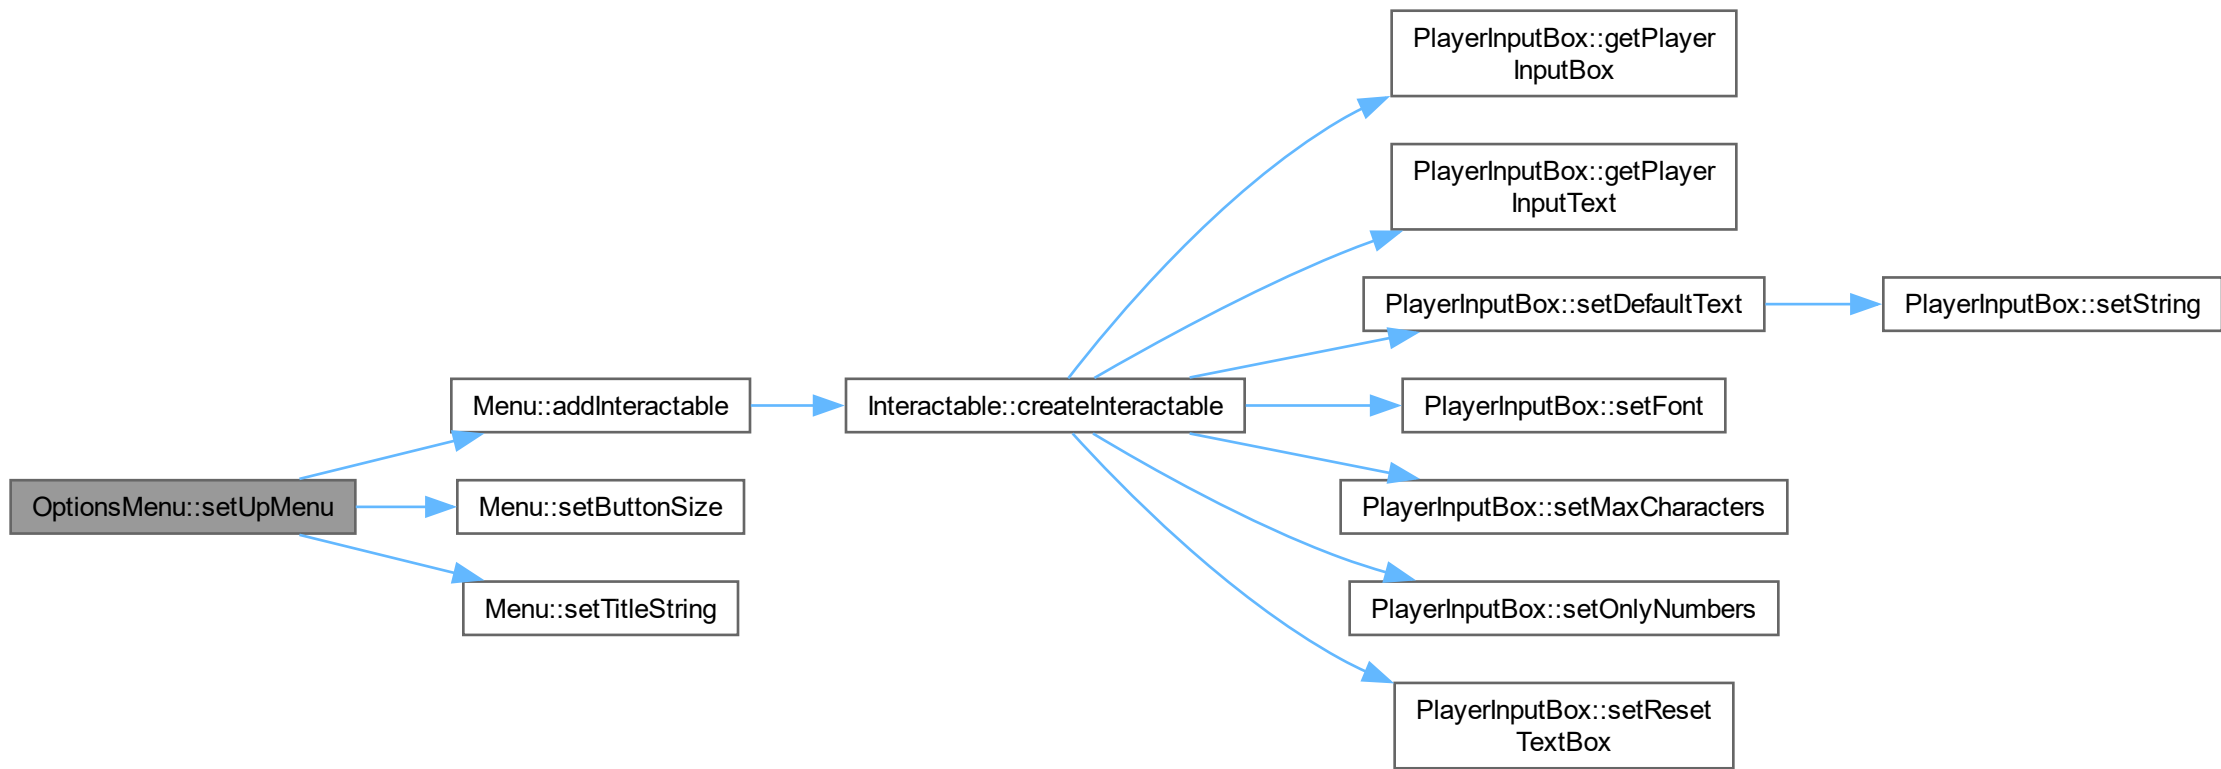 PlayerInputBox::getPlayer
InputBox
PlayerInputBox::getPlayer
InputText
PlayerInputBox::setDefaultText
PlayerInputBox::setString
Menu::addInteractable
Interactable::createInteractable
PlayerInputBox::setFont
OptionsMenu::setUpMenu
Menu::setButtonSize
PlayerInputBox::setMaxCharacters
Menu::setTitleString
PlayerInputBox::setOnlyNumbers
PlayerInputBox::setReset
TextBox